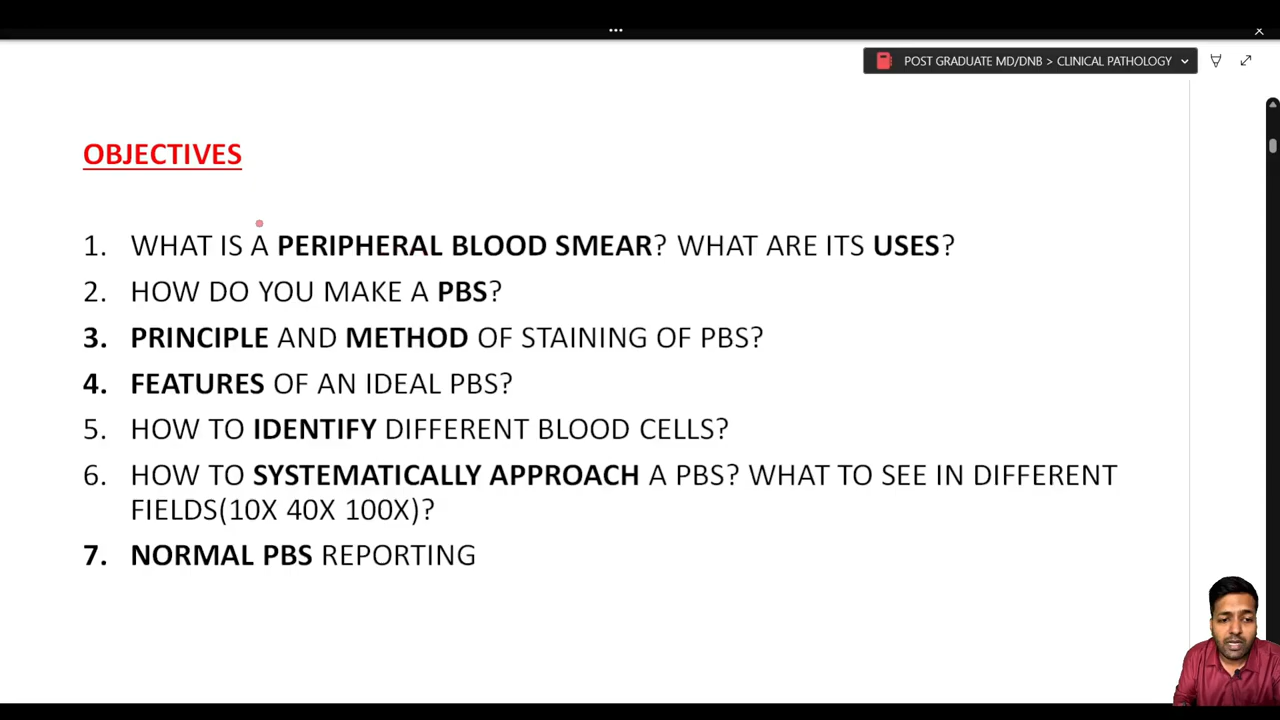 POST GRADUATE MD/DNB > CLINICAL PATHOLOGY
OBJECTIVES
1. WHAT IS A PERIPHERAL BLOOD SMEAR? WHAT ARE ITS USES?
2. HOW DO YOU MAKE A PBS?
3. PRINCIPLE AND METHOD OF STAINING OF PBS?
4. FEATURES OF AN IDEAL PBS?
5. HOW TO IDENTIFY DIFFERENT BLOOD CELLS?
6. HOW TO SYSTEMATICALLY APPROACH A PBS? WHAT TO SEE IN DIFFERENT
FIELDS(10X 40X 100X)?
7. NORMAL PBS REPORTING